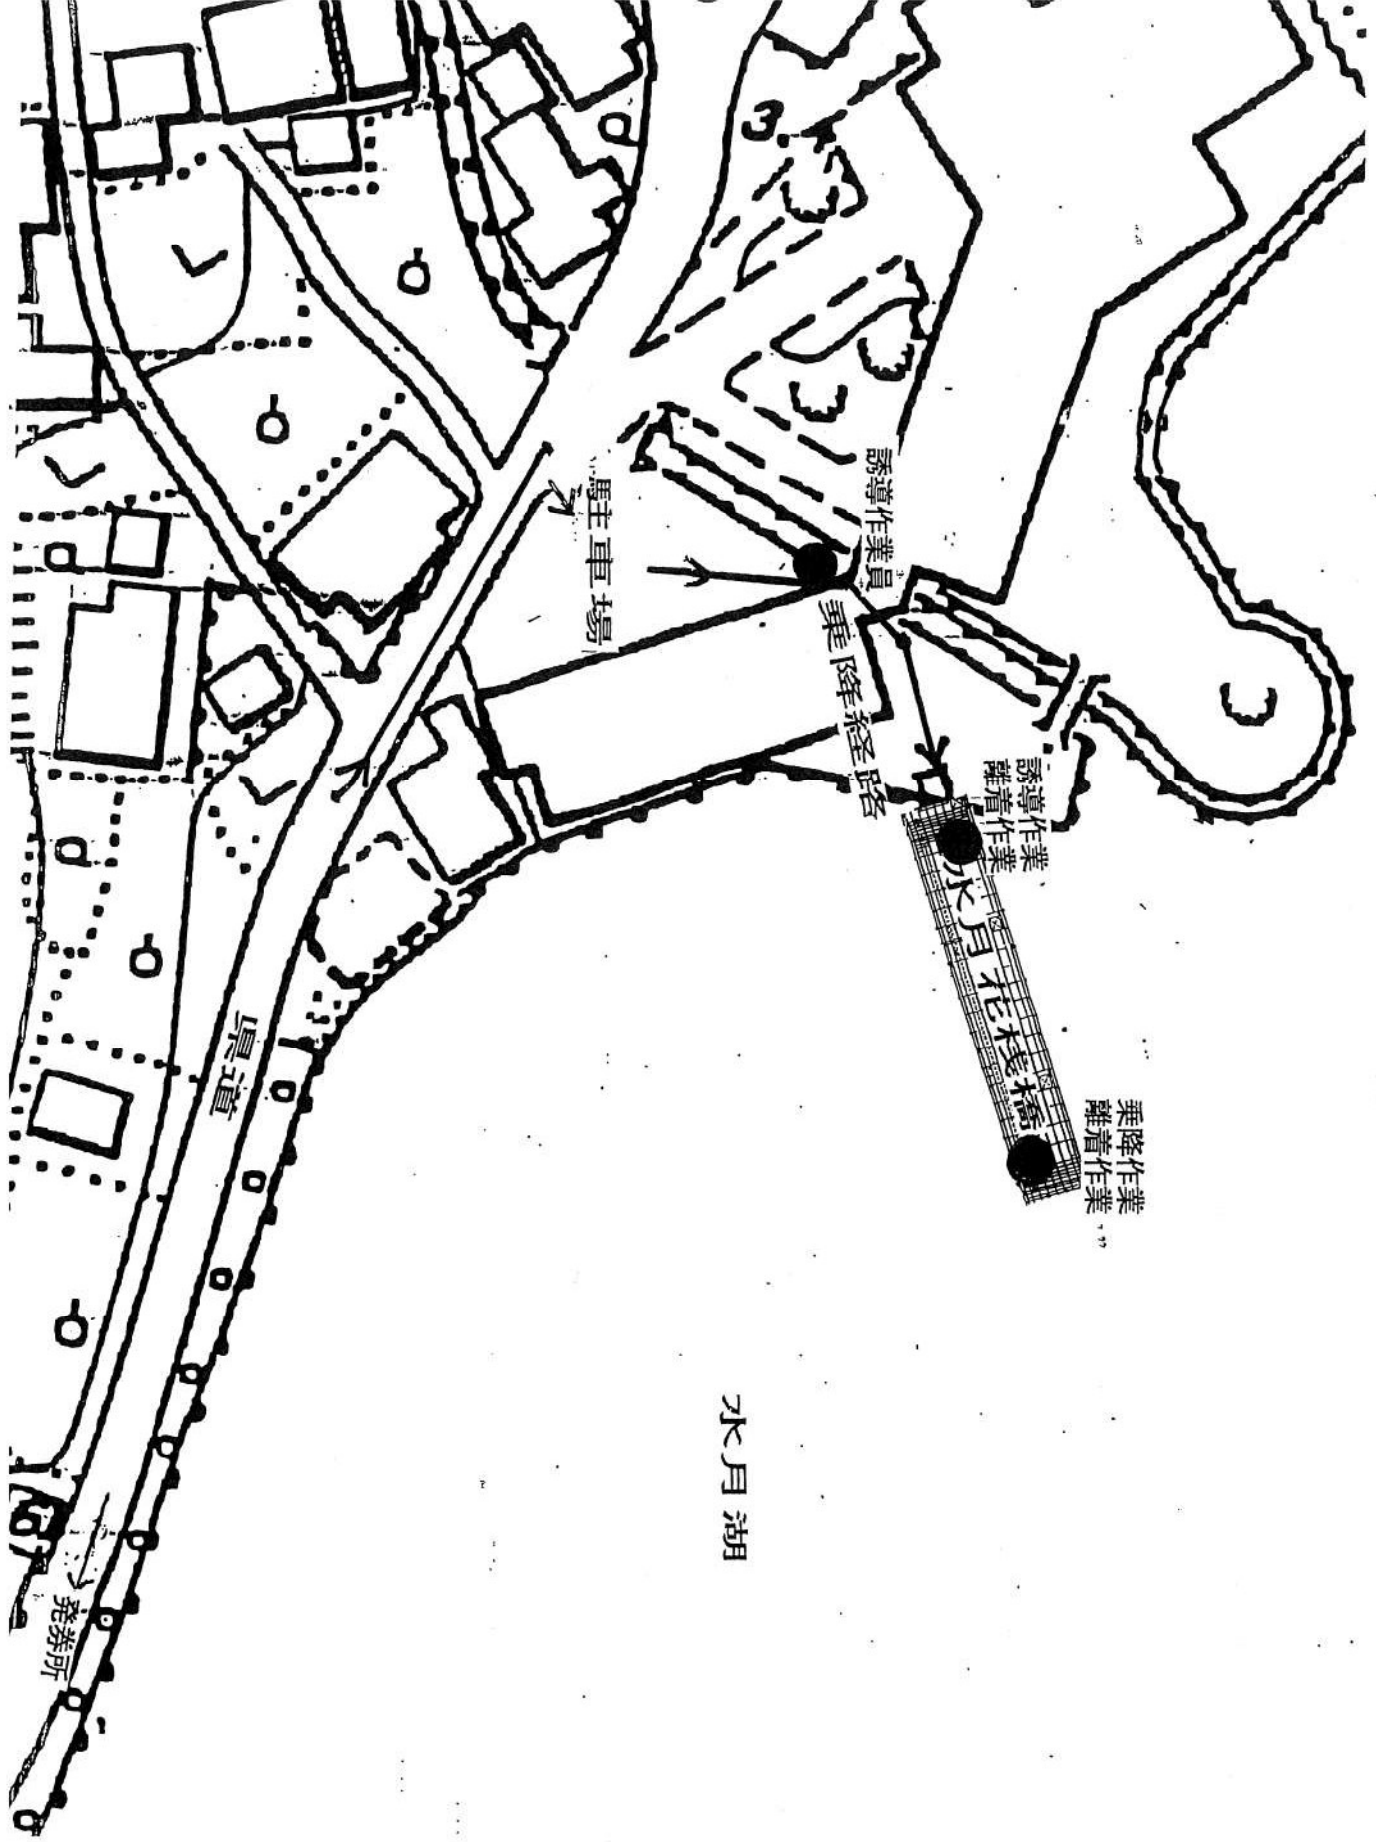 誘導作業員
駐車場
乗降経路
誘導作業
離着作業
水月花桟橋
乗降作業
離着作業
県道
水月湖
発券所
3.